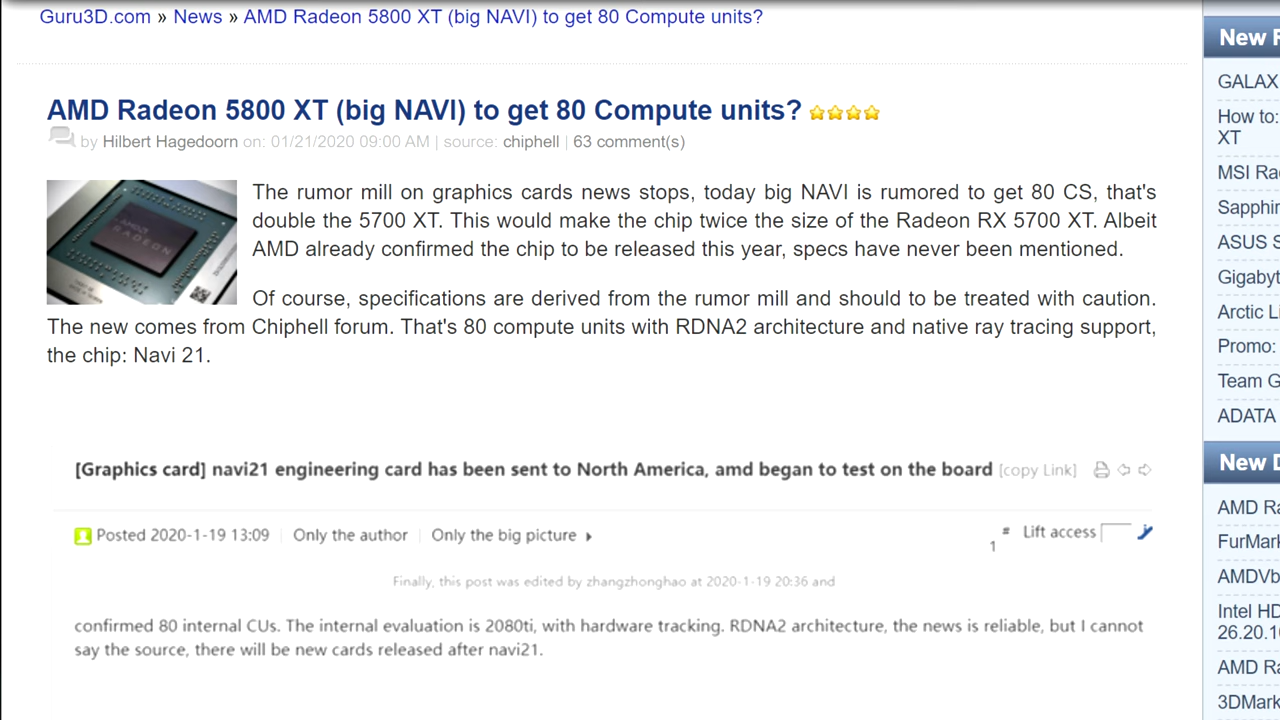 Guru3D.com » News » AMD Radeon 5800 XT (big NAVI) to get 80 Compute units?
AMD Radeon 5800 XT (big NAVI) to get 80 Compute units?
by Hilbert Hagedoorn on: 01/21/2020 09:00 AM | source: chiphell | 63 comment(s)
The rumor mill on graphics cards news stops, today big NAVI is rumored to get 80 CS, that's
double the 5700 XT. This would make the chip twice the size of the Radeon RX 5700 XT. Albeit
AMD already confirmed the chip to be released this year, specs have never been mentioned.
AMD
RADEON
Of course, specifications are derived from the rumor mill and should to be treated with caution.
The new comes from Chiphell forum. That's 80 compute units with RDNA2 architecture and native ray tracing support,
the chip: Navi 21.
[Graphics card] navi21 engineering card has been sent to North America, amd began to test on the board [copy Link]
Posted 2020-1-19 13:09 Only the author Only the big picture
1 # Lift access
Finally, this post was edited by zhangzhonghao at 2020-1-19 20:36 and
confirmed 80 internal CUs. The internal evaluation is 2080ti, with hardware tracking. RDNA2 architecture, the news is reliable, but I cannot
say the source, there will be new cards released after navi21.
New
GALAX
How to:
XT
MSI Ra
Sapphir
ASUS S
Gigabyt
Arctic Li
Promo:
Team G
ADATA
New
AMD Ra
FurMark
AMDVb
Intel HD
26.20.10
AMD Ra
3DMark